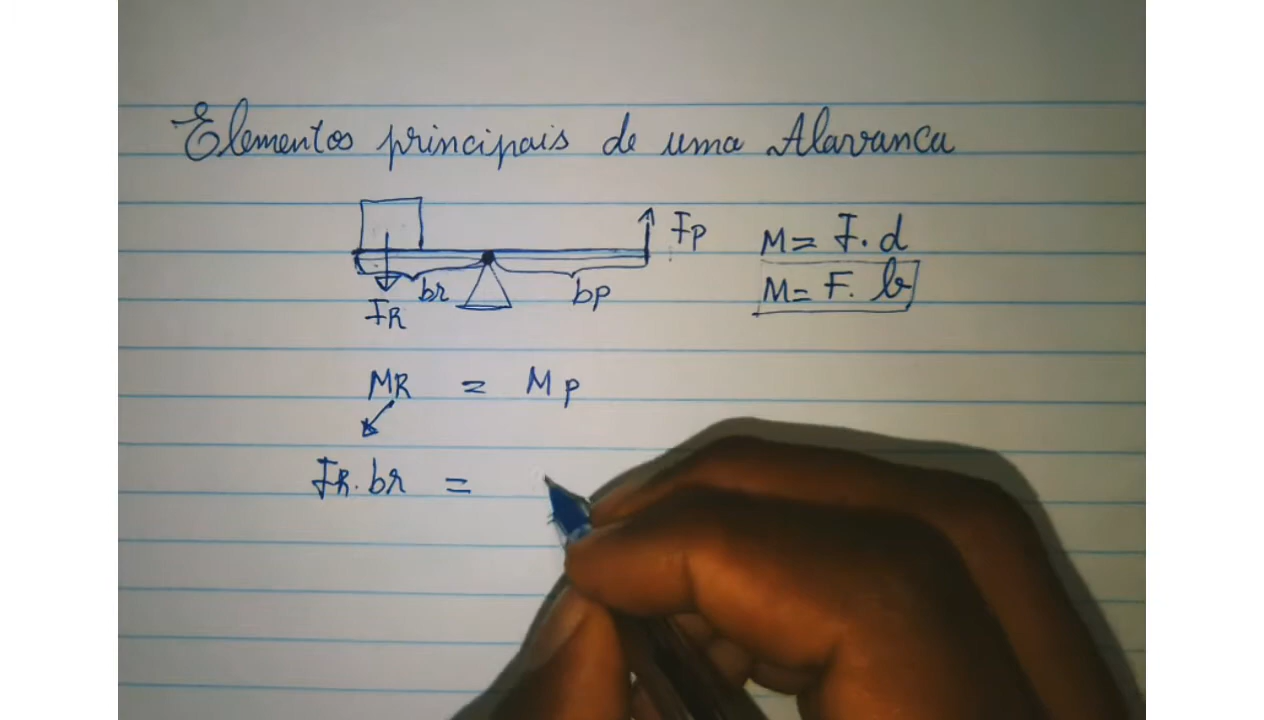 Elementos principais de uma Alavanca
Fp
M = F. d
br
bp
M = F. b
FR
MR = Mp
FR. br =